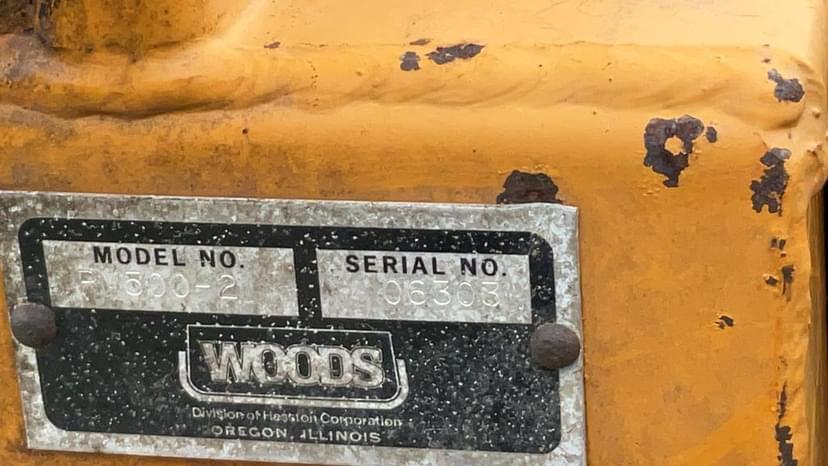 MODEL NO.
SERIAL NO.
06303
WOODS
Division of Hesston Corporation
OREGON, ILLINOIS